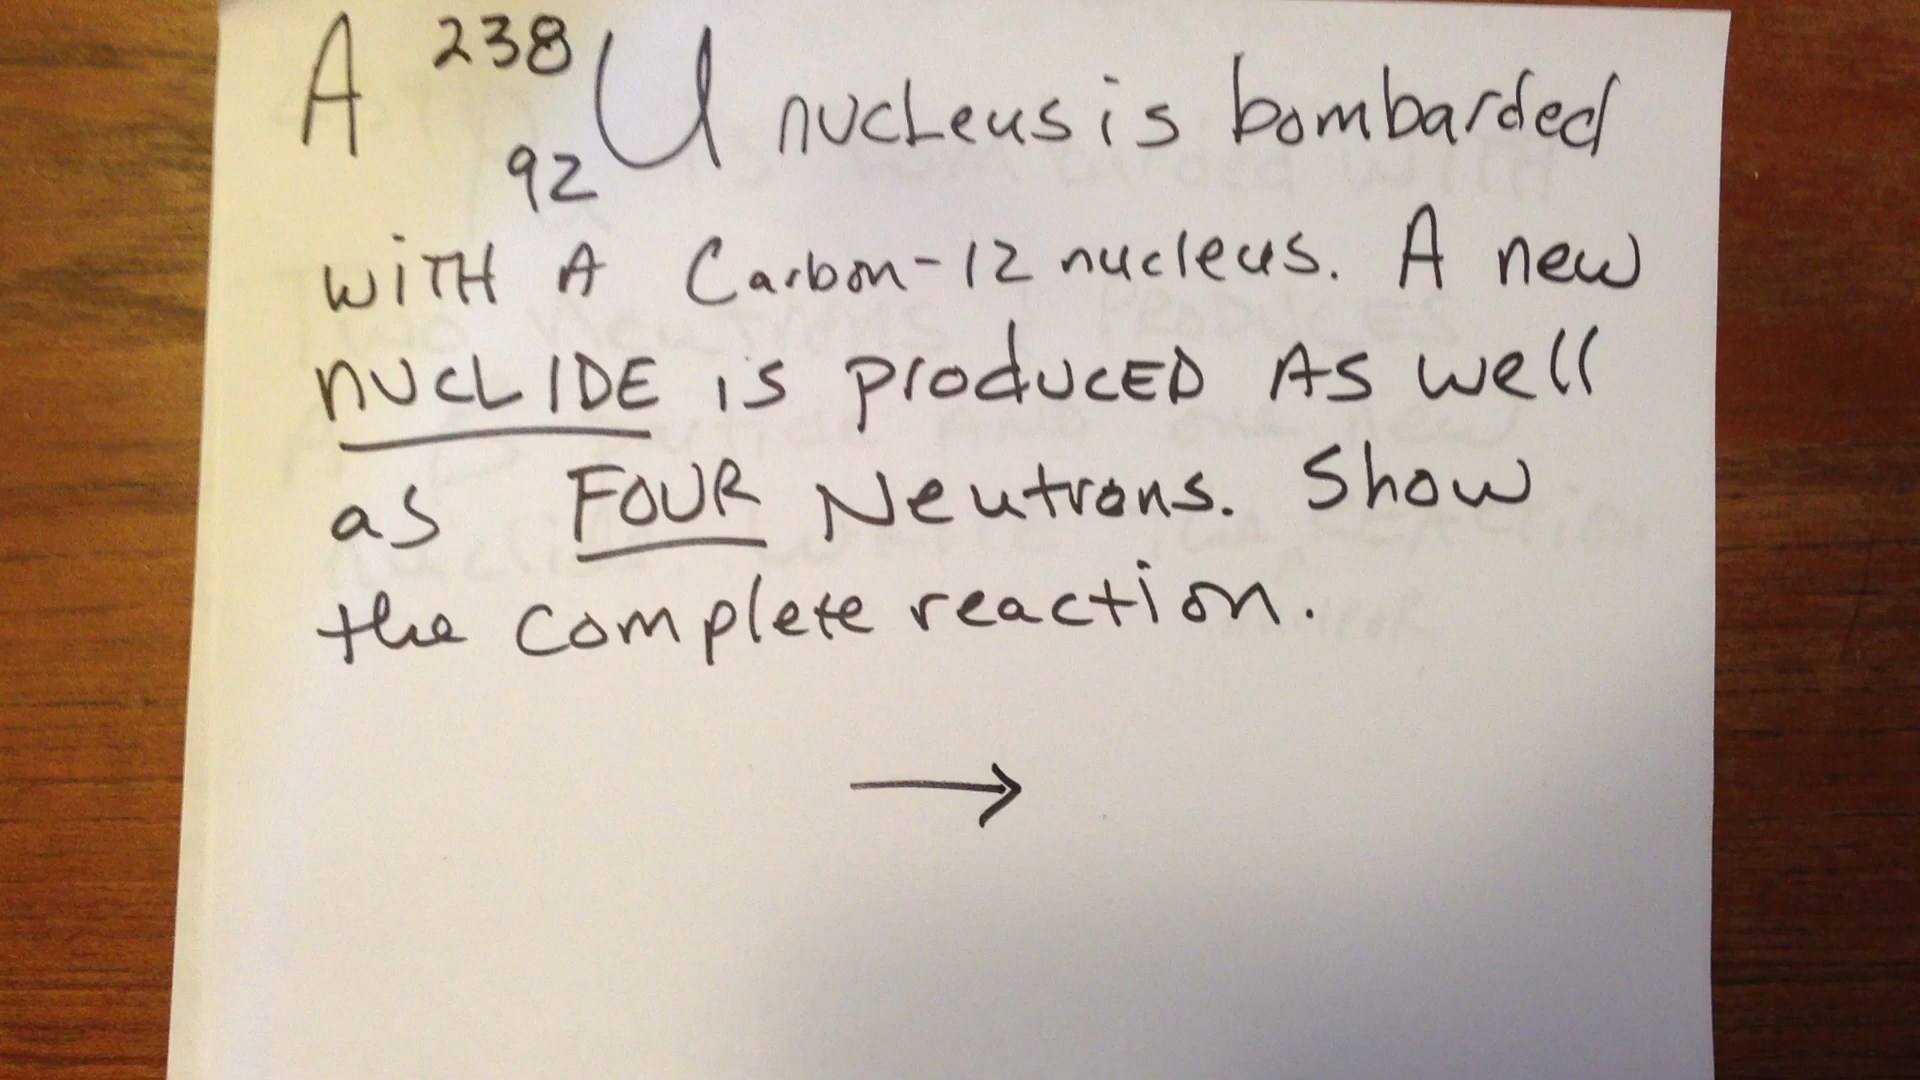 A ²³⁸₉₂U nucleus is bombarded
with A Carbon-12 nucleus. A new
nUCLIDE is produCED AS well
as FOUR Neutrons. Show
the complete reaction.
→